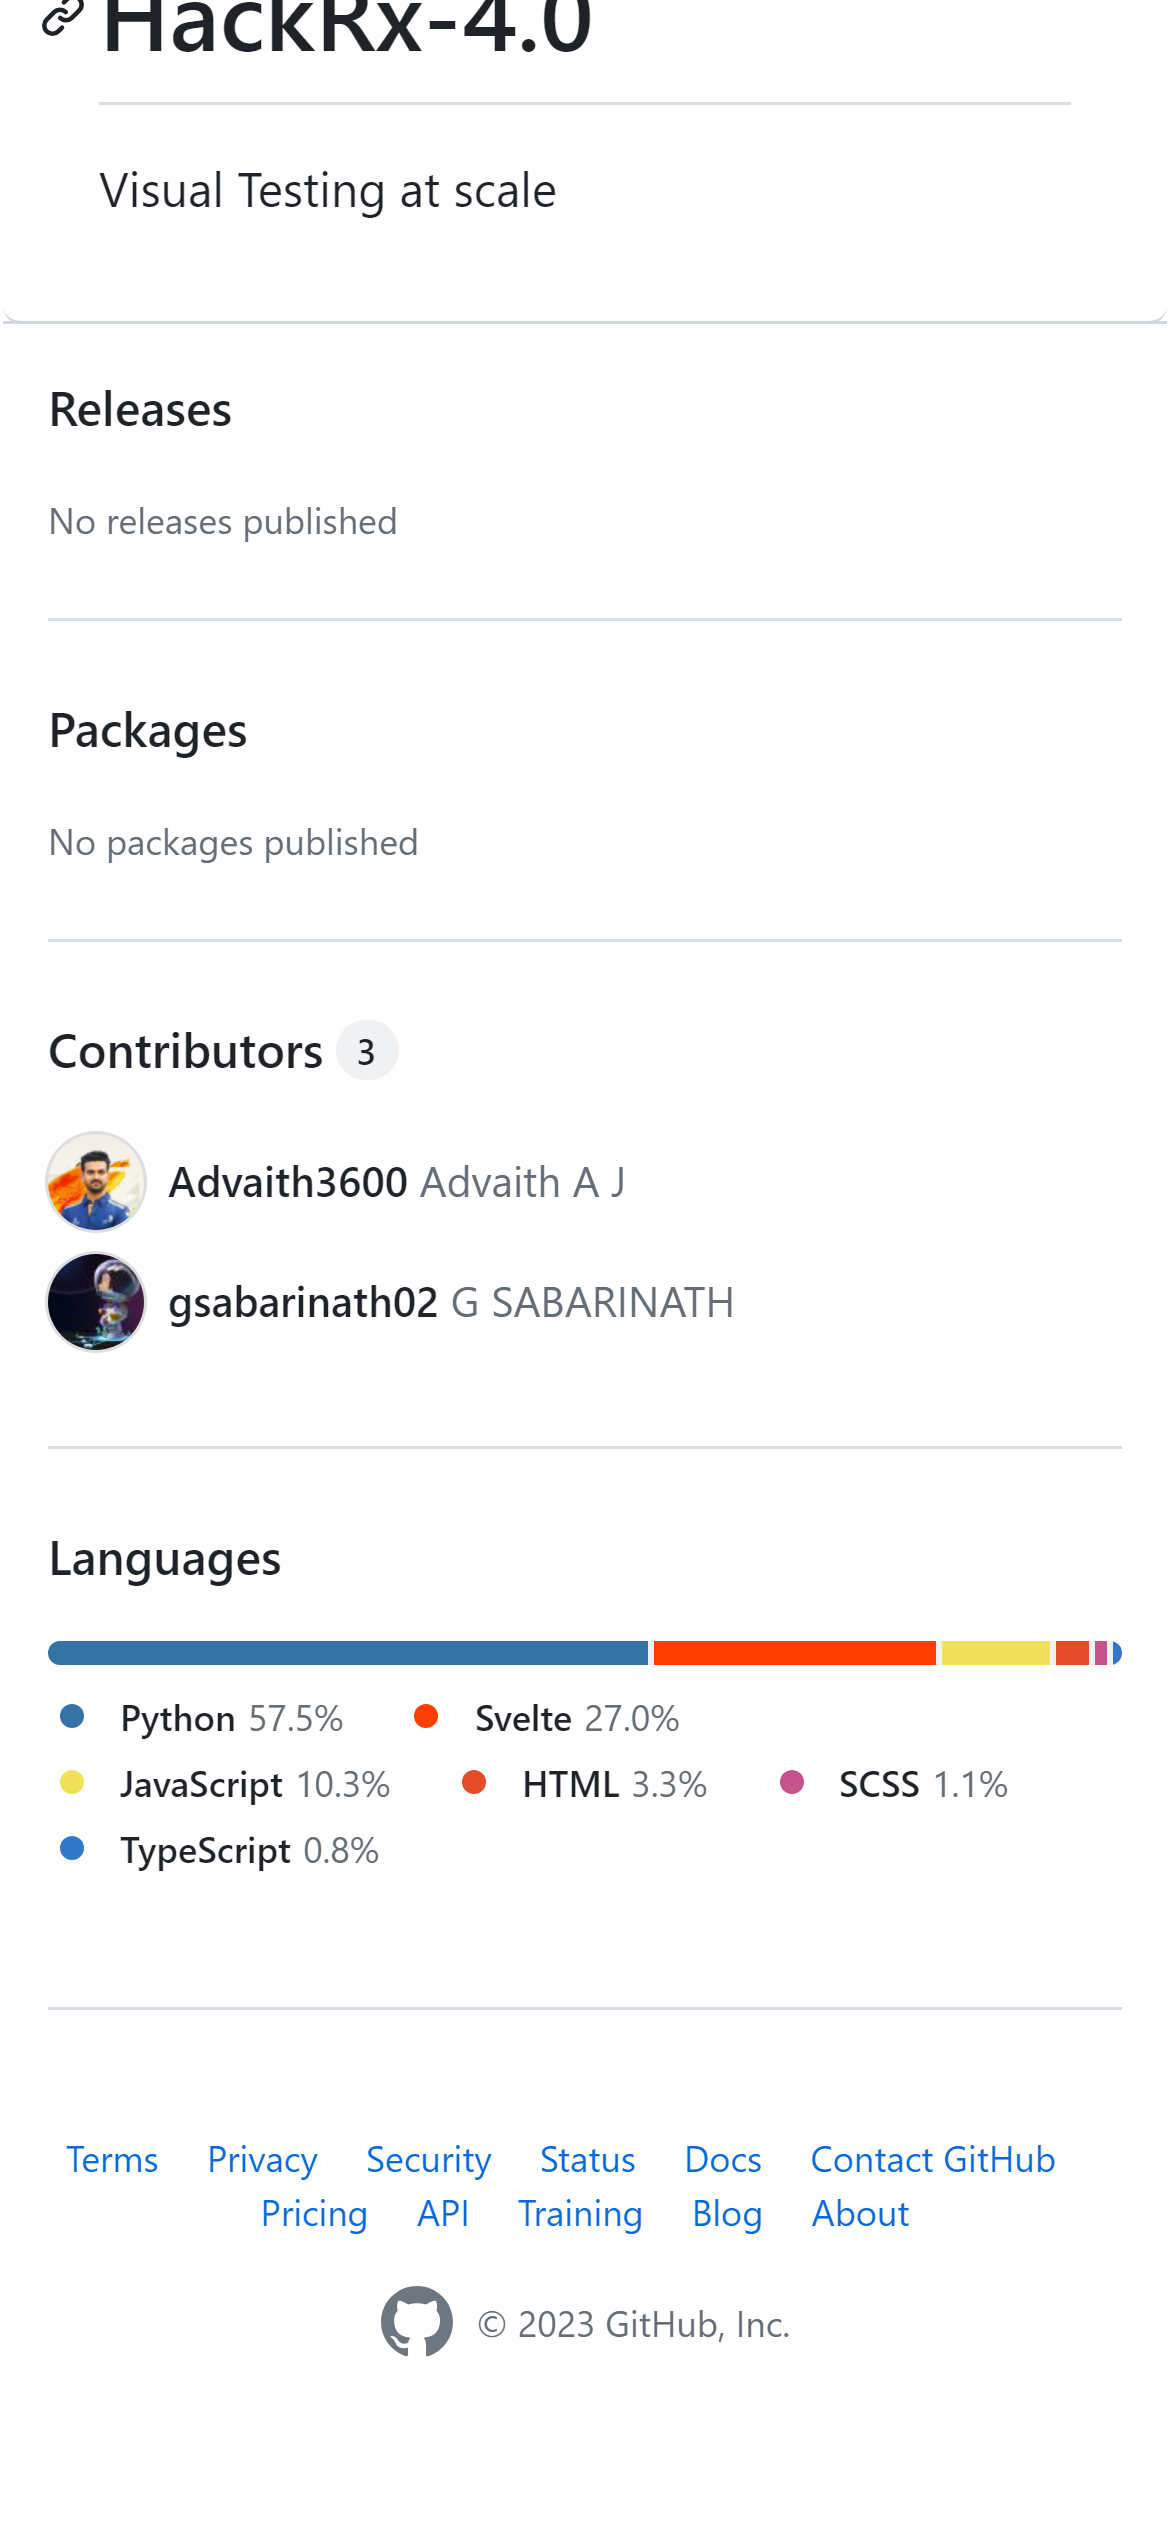 HackRx-4.0
Visual Testing at scale
Releases
No releases published
Packages
No packages published
Contributors 3
Advaith3600 Advaith A J
gsabarinath02 G SABARINATH
Languages
Python 57.5% Svelte 27.0%
JavaScript 10.3% HTML 3.3% SCSS 1.1%
TypeScript 0.8%
Terms Privacy Security Status Docs Contact GitHub
Pricing API Training Blog About
© 2023 GitHub, Inc.